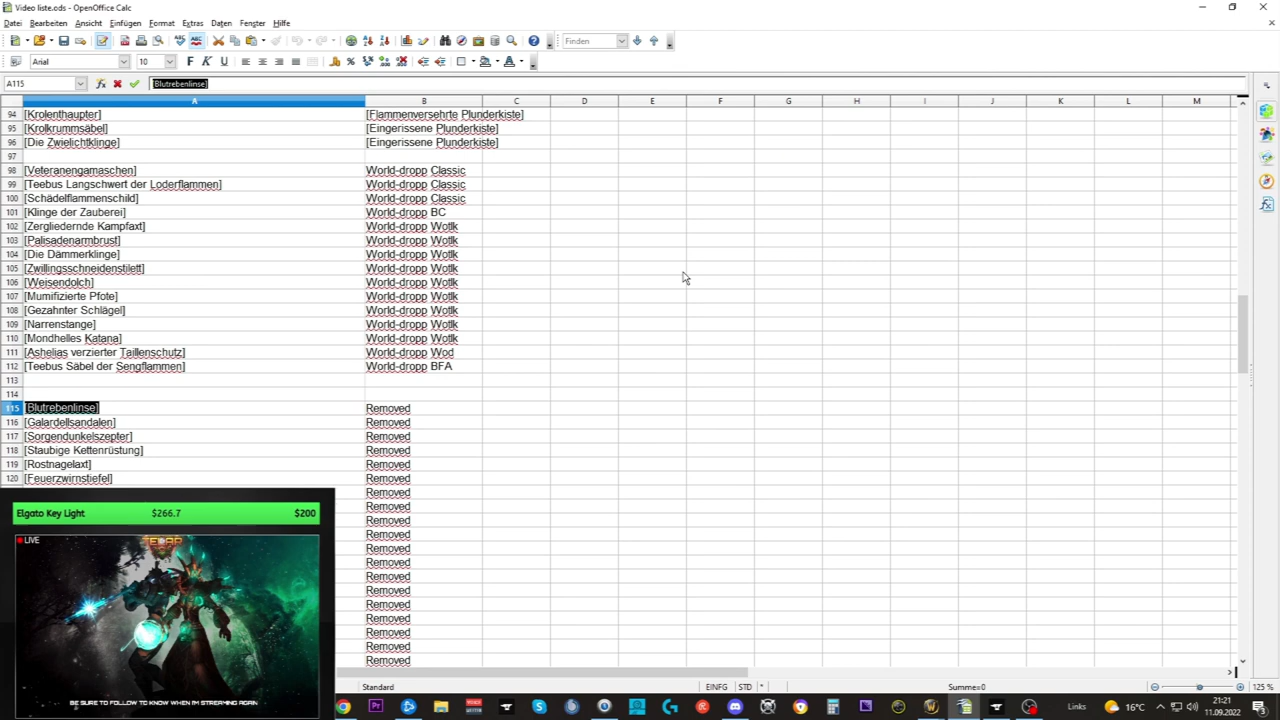 Video liste.ods - OpenOffice Calc
Datei Bearbeiten Ansicht Einfügen Format Extras Daten Fenster Hilfe
Finden
Arial 10 F K U
A115 [Blutrebenlinse]
A B C D E F G H I J K L M
94 [Krolenthaupter] [Flammenversehrte Plunderkiste]
95 [Krolkrummsäbel] [Eingerissene Plunderkiste]
96 [Die Zwielichtklinge] [Eingerissene Plunderkiste]
97
98 [Veteranengamaschen] World-dropp Classic
99 [Teebus Langschwert der Loderflammen] World-dropp Classic
100 [Schädelflammenschild] World-dropp Classic
101 [Klinge der Zauberei] World-dropp BC
102 [Zergliedernde Kampfaxt] World-dropp Wotlk
103 [Palisadenarmbrust] World-dropp Wotlk
104 [Die Dämmerklinge] World-dropp Wotlk
105 [Zwillingsschneidenstilett] World-dropp Wotlk
106 [Weisendolch] World-dropp Wotlk
107 [Mumifizierte Pfote] World-dropp Wotlk
108 [Gezahnter Schlägel] World-dropp Wotlk
109 [Narrenstange] World-dropp Wotlk
110 [Mondhelles Katana] World-dropp Wotlk
111 [Ashelias verzierter Taillenschutz] World-dropp Wod
112 [Teebus Säbel der Sengflammen] World-dropp BFA
113
114
115 [Blutrebenlinse] Removed
116 [Galardellsandalen] Removed
117 [Sorgendunkelszepter] Removed
118 [Staubige Kettenrüstung] Removed
119 [Rostnagelaxt] Removed
120 [Feuerzwirnstiefel] Removed
Removed
Removed
Removed
Removed
Removed
Removed
Removed
Removed
Removed
Removed
Removed
Removed
Removed
Elgato Key Light $266.7 $200
LIVE
BE SURE TO FOLLOW TO KNOW WHEN I'M STREAMING AGAIN
Standard EINFG STD * Summe=0 125 %
Links 16°C 21:21
11.09.2022